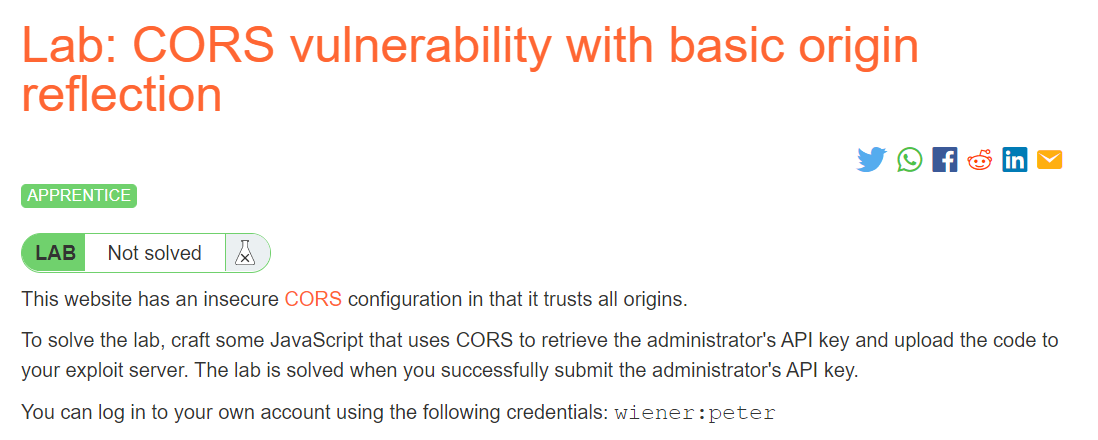 Lab: CORS vulnerability with basic origin
reflection
APPRENTICE
LAB Not solved
This website has an insecure CORS configuration in that it trusts all origins.
To solve the lab, craft some JavaScript that uses CORS to retrieve the administrator's API key and upload the code to
your exploit server. The lab is solved when you successfully submit the administrator's API key.
You can log in to your own account using the following credentials: wiener:peter